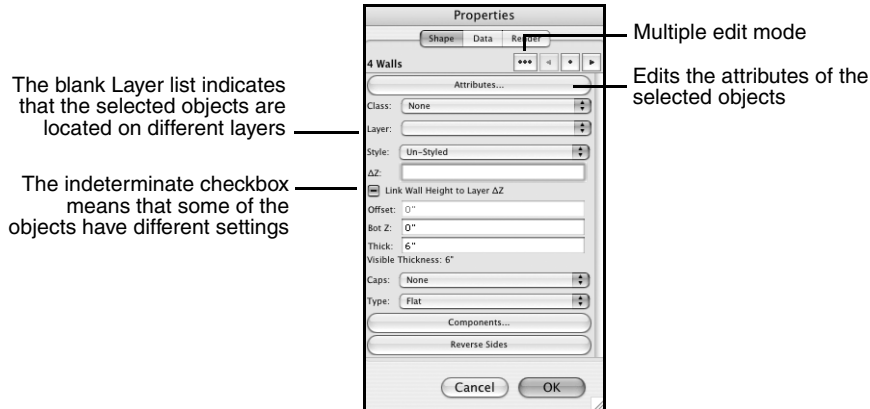 Properties
Shape Data Render
4 Walls
Attributes...
Class: None
Layer:
Style: Un-Styled
ΔZ:
Link Wall Height to Layer ΔZ
Offset: 0"
Bot Z: 0"
Thick: 6"
Visible Thickness: 6"
Caps: None
Type: Flat
Components...
Reverse Sides
Cancel OK
The blank Layer list indicates
that the selected objects are
located on different layers
The indeterminate checkbox
means that some of the
objects have different settings
Multiple edit mode
Edits the attributes of the
selected objects